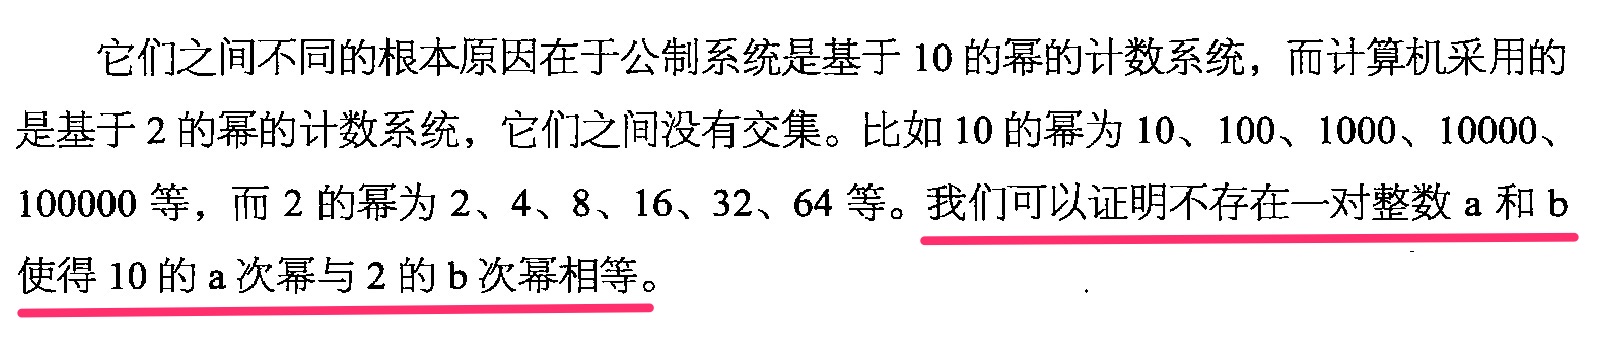 它们之间不同的根本原因在于公制系统是基于 10 的幂的计数系统，而计算机采用的
是基于 2 的幂的计数系统，它们之间没有交集。比如 10 的幂为 10、100、1000、10000、
100000 等，而 2 的幂为 2、4、8、16、32、64 等。我们可以证明不存在一对整数 a 和 b
使得 10 的 a 次幂与 2 的 b 次幂相等。